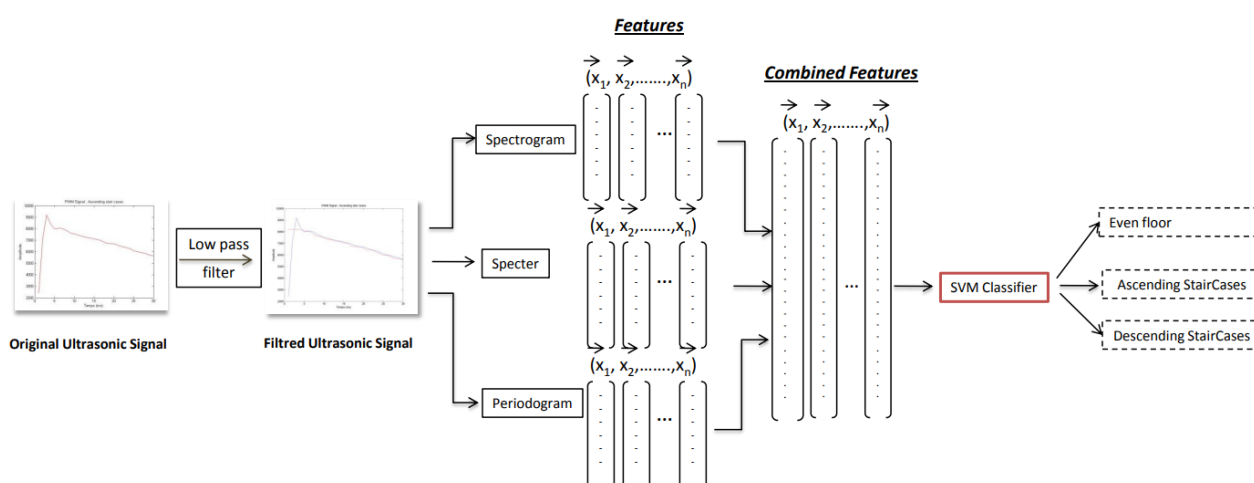 Features
(x1, x2,.......,xn)
Combined Features
(x1, x2,.......,xn)
Spectrogram
...
(x1, x2,.......,xn)
Low pass
filter
Specter
...
...
SVM Classifier
Even floor
Ascending StairCases
Descending StairCases
Original Ultrasonic Signal
Filtred Ultrasonic Signal
(x1, x2,.......,xn)
Periodogram
...